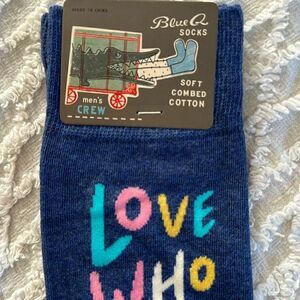 MADE IN CHINA
Blue Q
SOCKS
SOFT
COMBED
COTTON
men's
CREW
LOVE
WHO